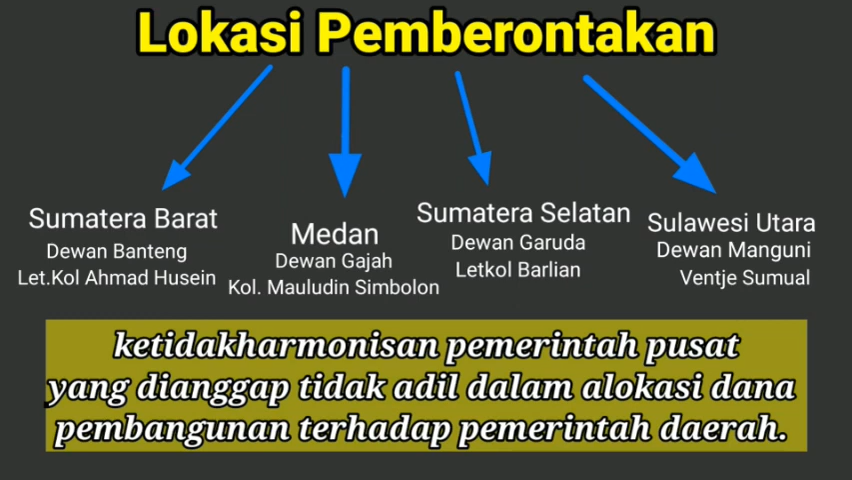 Lokasi Pemberontakan
Sumatera Barat
Dewan Banteng
Let.Kol Ahmad Husein
Medan
Dewan Gajah
Kol. Mauludin Simbolon
Sumatera Selatan
Dewan Garuda
Letkol Barlian
Sulawesi Utara
Dewan Manguni
Ventje Sumual
ketidakharmonisan pemerintah pusat
yang dianggap tidak adil dalam alokasi dana
pembangunan terhadap pemerintah daerah.